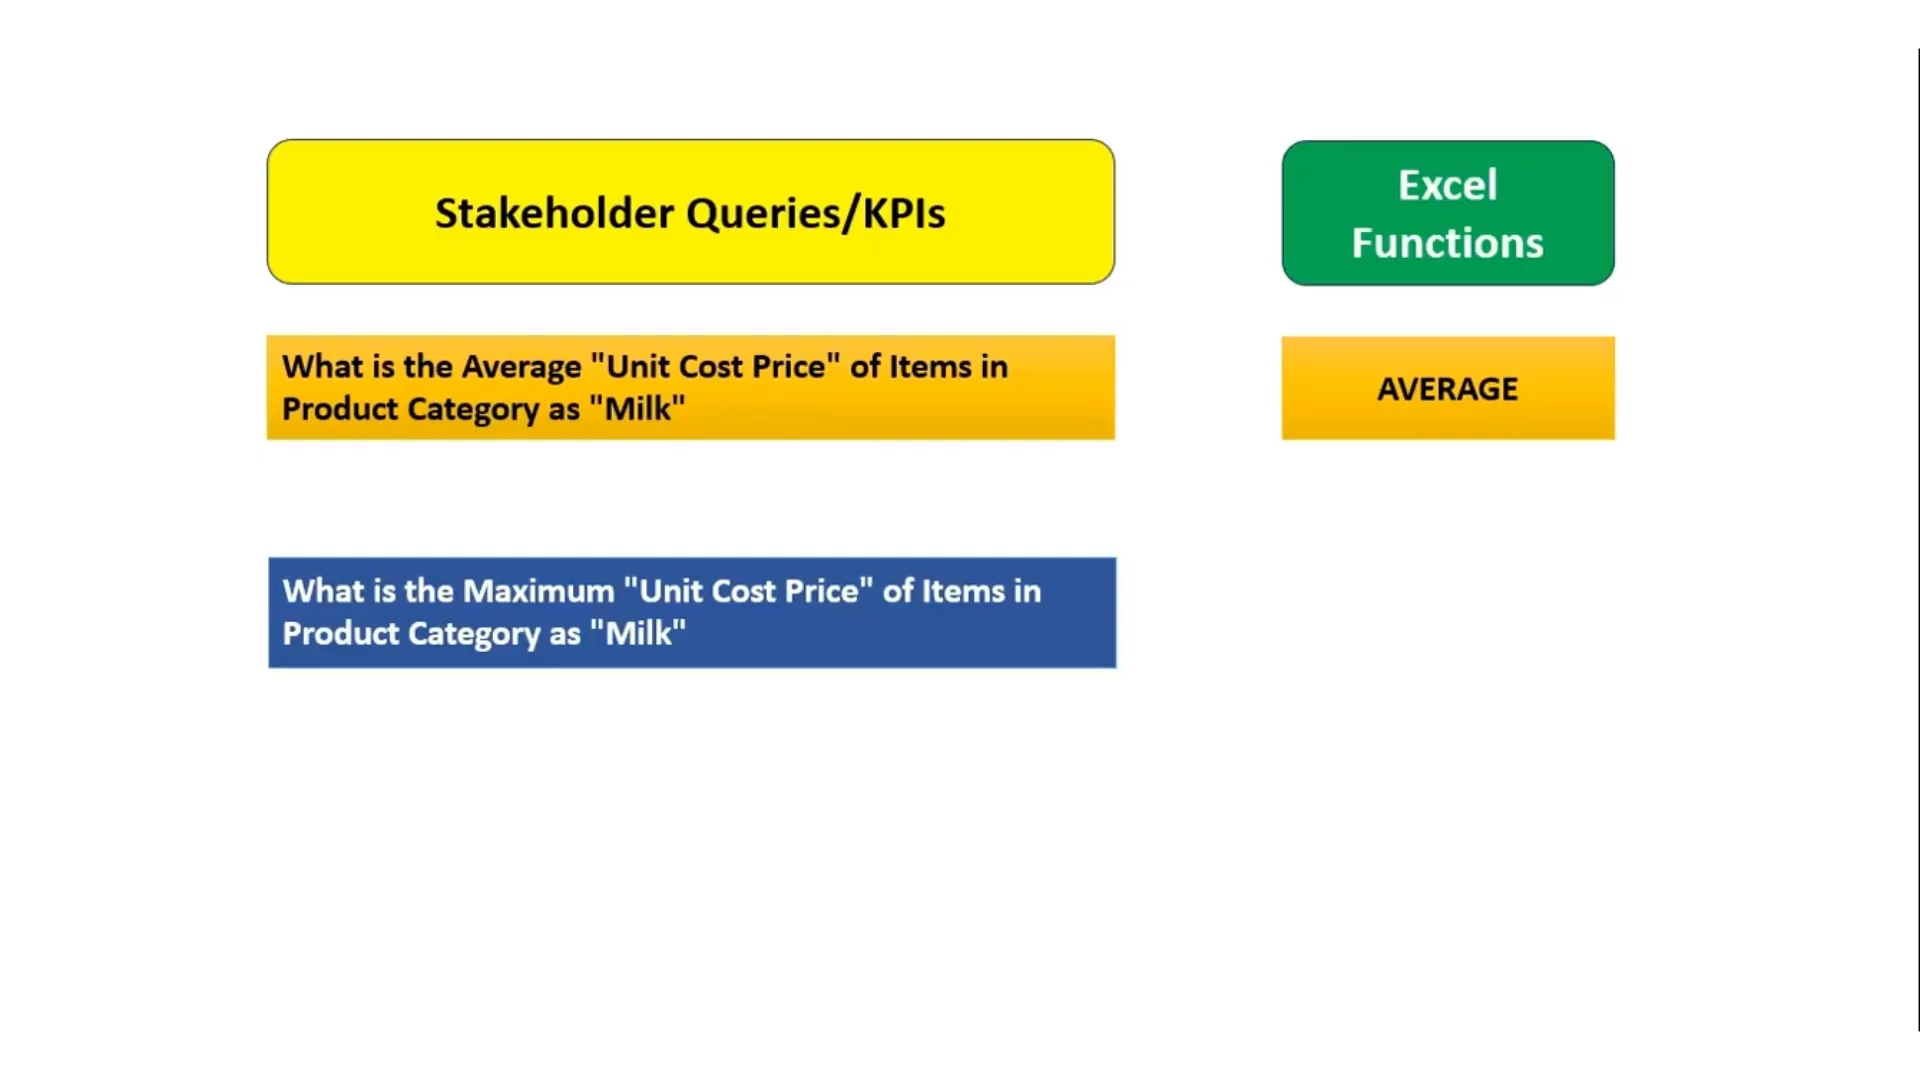 Stakeholder Queries/KPIs
Excel
Functions
What is the Average "Unit Cost Price" of Items in
Product Category as "Milk"
AVERAGE
What is the Maximum "Unit Cost Price" of Items in
Product Category as "Milk"